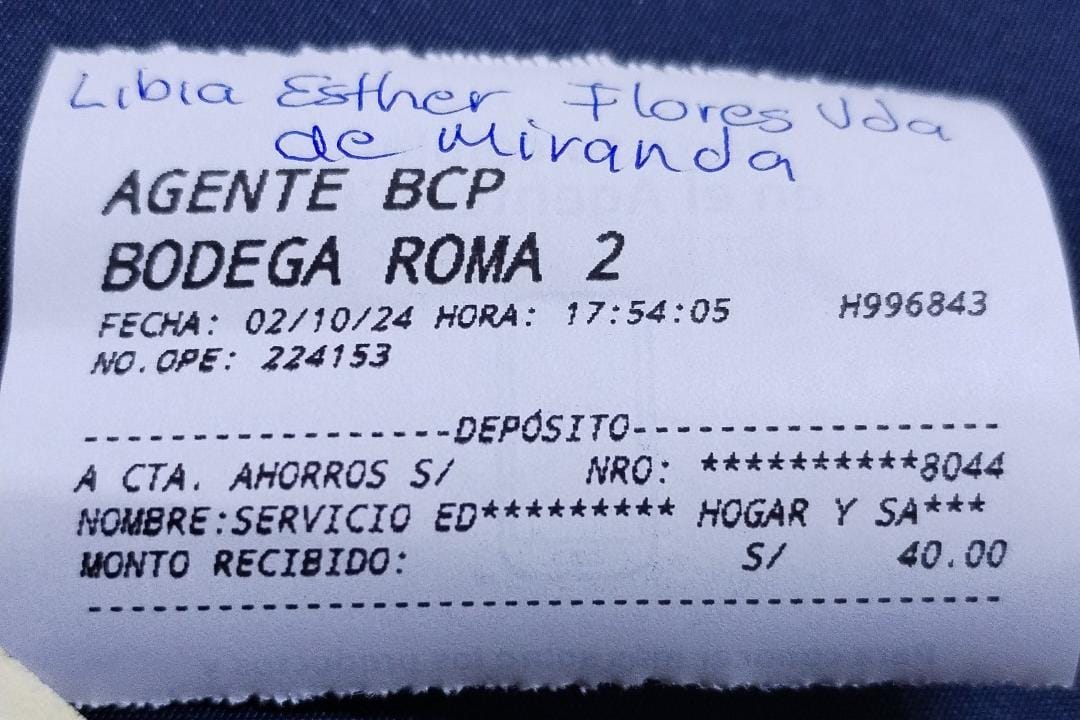 Libia Esther Flores Vda
de Miranda
AGENTE BCP
BODEGA ROMA 2
FECHA: 02/10/24 HORA: 17:54:05 H996843
NO.OPE: 224153
------------------DEPÓSITO------------------
A CTA. AHORROS S/ NRO: **********8044
NOMBRE:SERVICIO ED********* HOGAR Y SA***
MONTO RECIBIDO: S/ 40.00